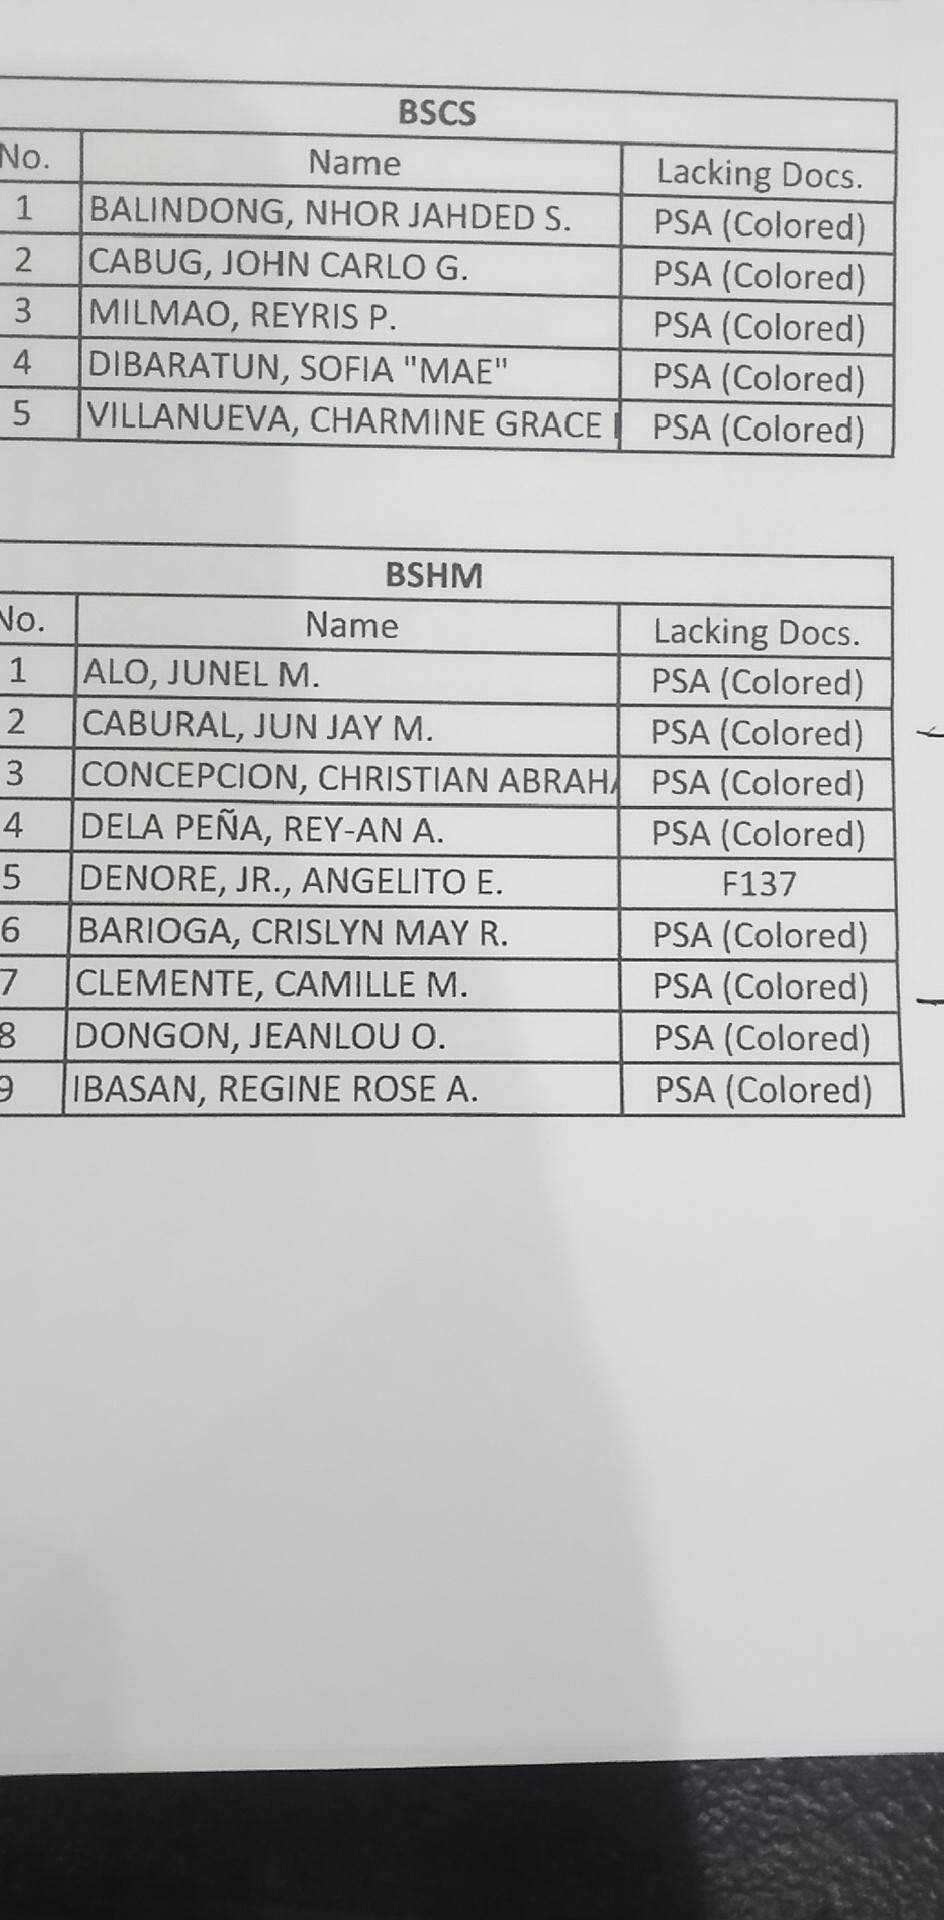 BSCS
No. Name Lacking Docs.
1 BALINDONG, NHOR JAHDED S. PSA (Colored)
2 CABUG, JOHN CARLO G. PSA (Colored)
3 MILMAO, REYRIS P. PSA (Colored)
4 DIBARATUN, SOFIA "MAE" PSA (Colored)
5 VILLANUEVA, CHARMINE GRACE PSA (Colored)
BSHM
No. Name Lacking Docs.
1 ALO, JUNEL M. PSA (Colored)
2 CABURAL, JUN JAY M. PSA (Colored)
3 CONCEPCION, CHRISTIAN ABRAH PSA (Colored)
4 DELA PEÑA, REY-AN A. PSA (Colored)
5 DENORE, JR., ANGELITO E. F137
6 BARIOGA, CRISLYN MAY R. PSA (Colored)
7 CLEMENTE, CAMILLE M. PSA (Colored)
8 DONGON, JEANLOU O. PSA (Colored)
9 IBASAN, REGINE ROSE A. PSA (Colored)